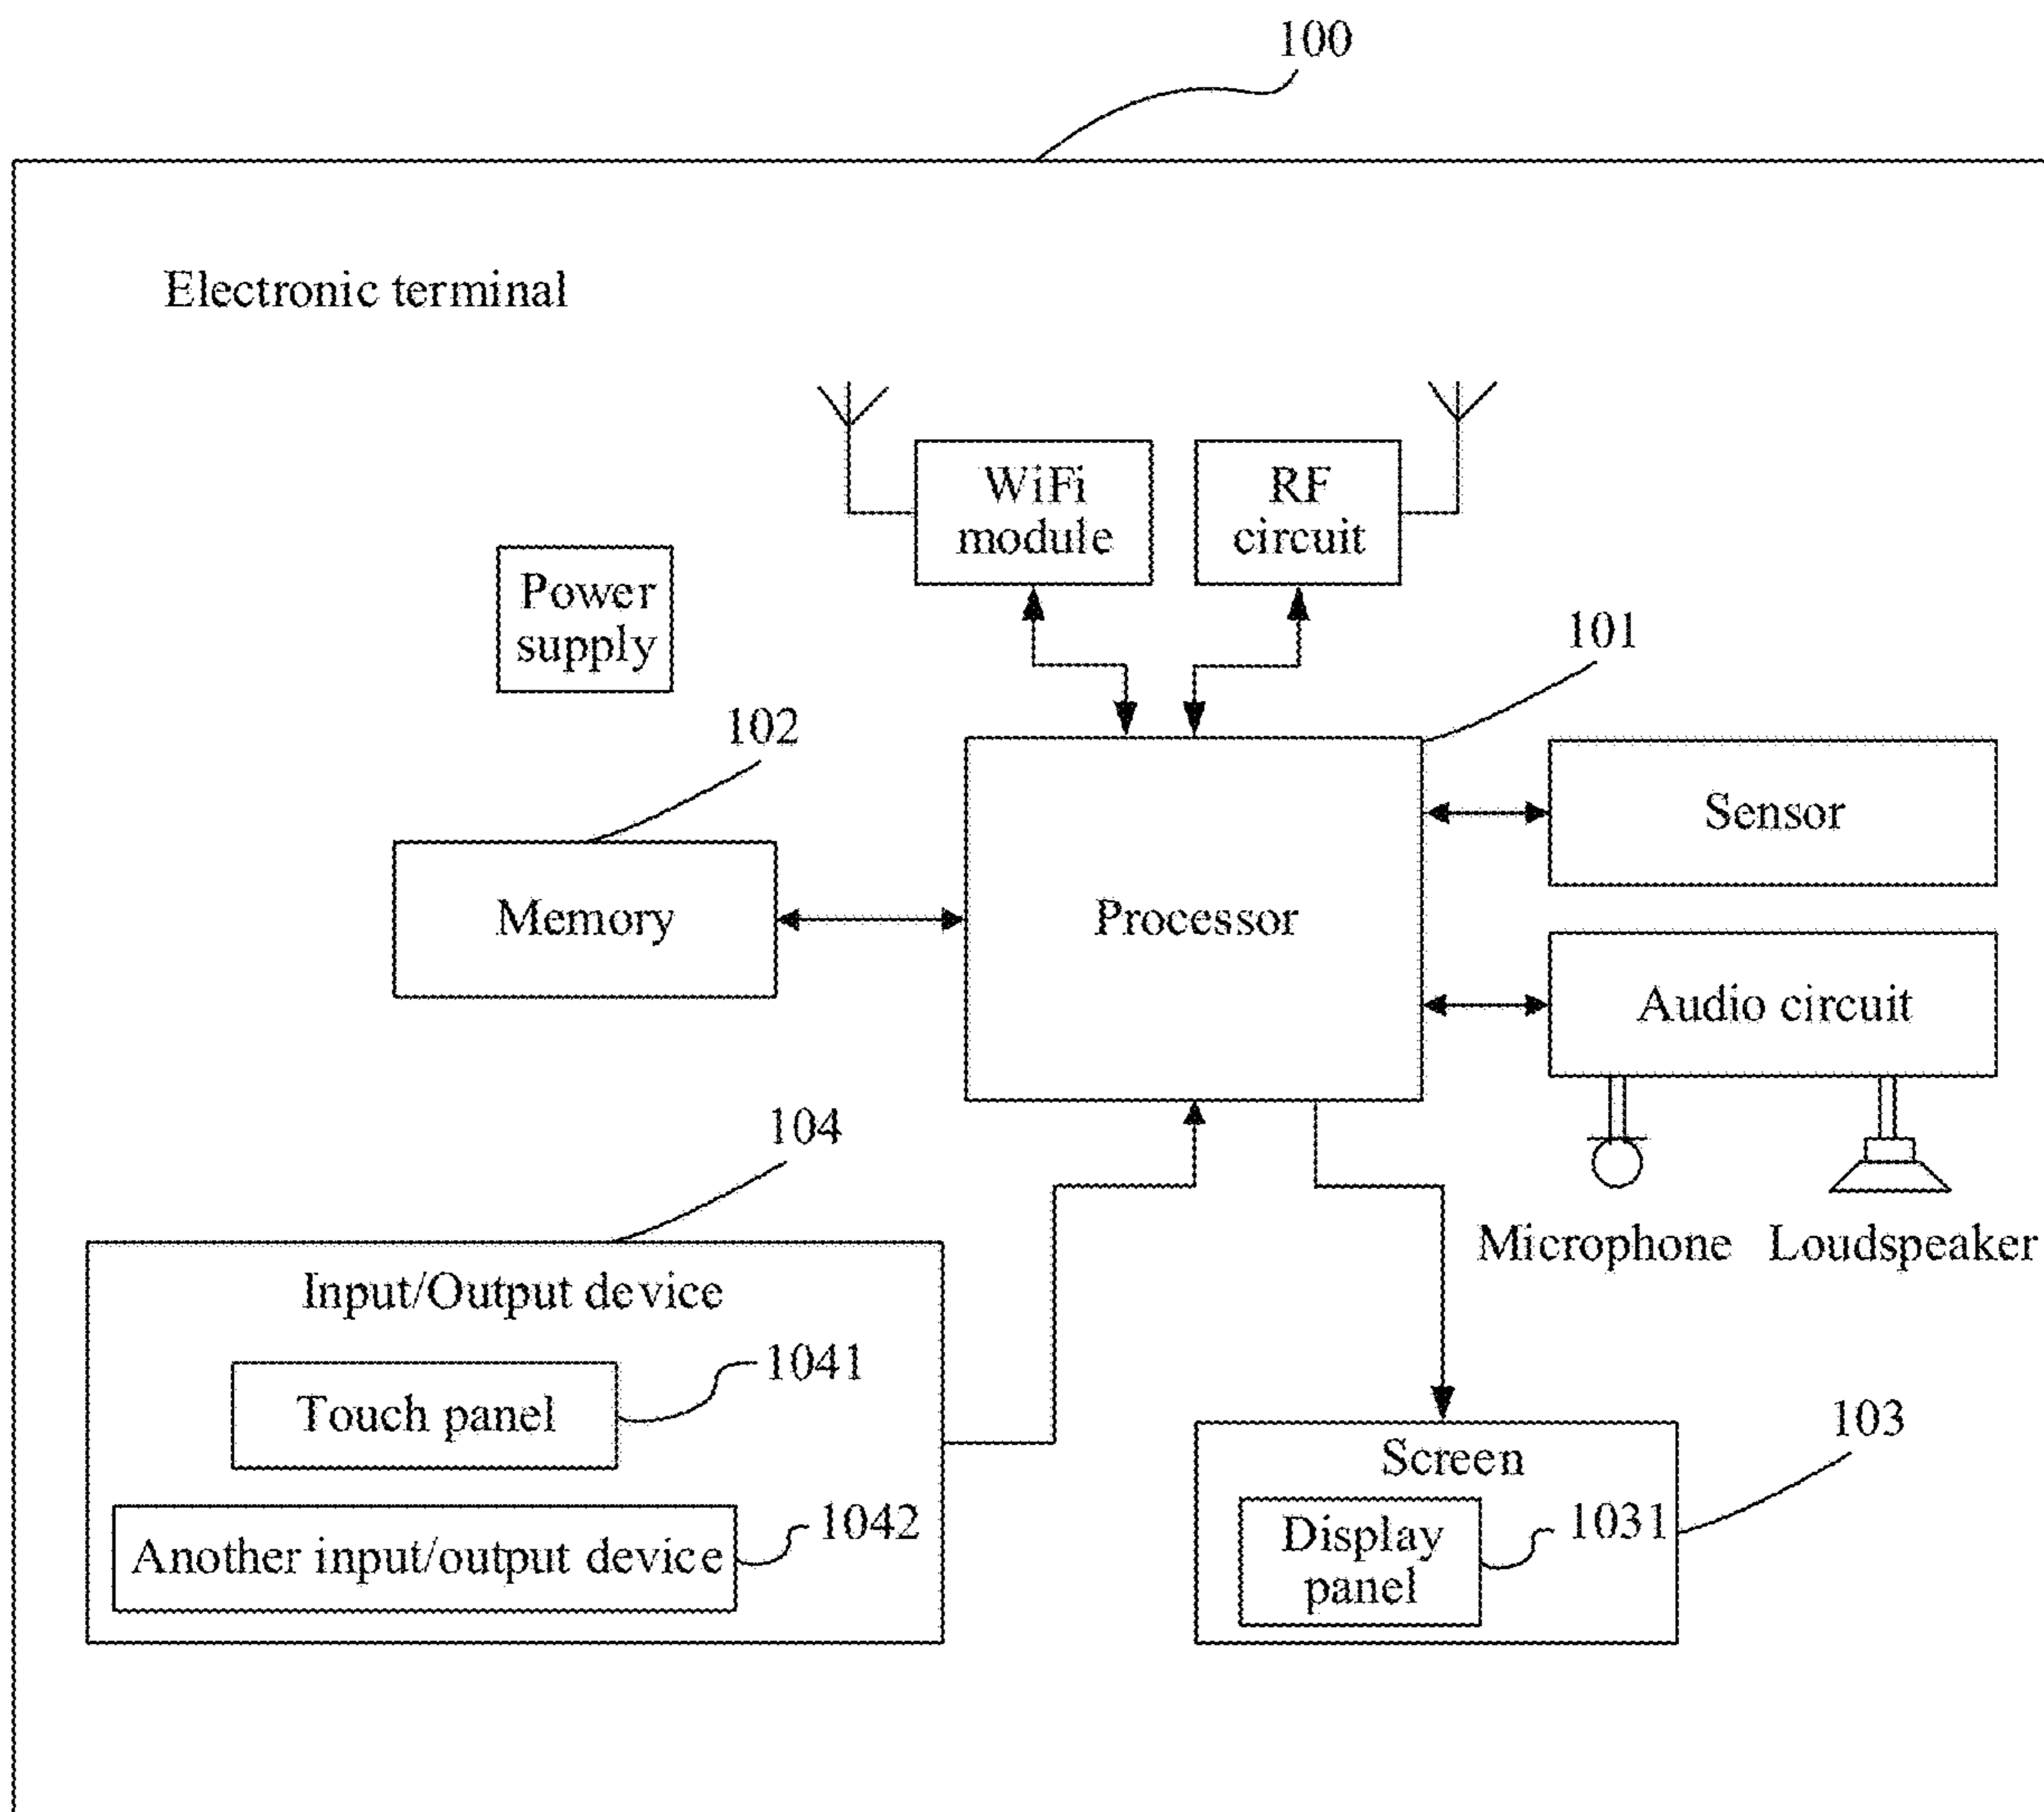 100
Electronic terminal
WiFi
module
RF
circuit
Power
supply
101
102
Sensor
Memory
Processor
Audio circuit
104
Microphone
Loudspeaker
Input/Output device
1041
Touch panel
103
Screen
1042
Another input/output device
1031
Display
panel